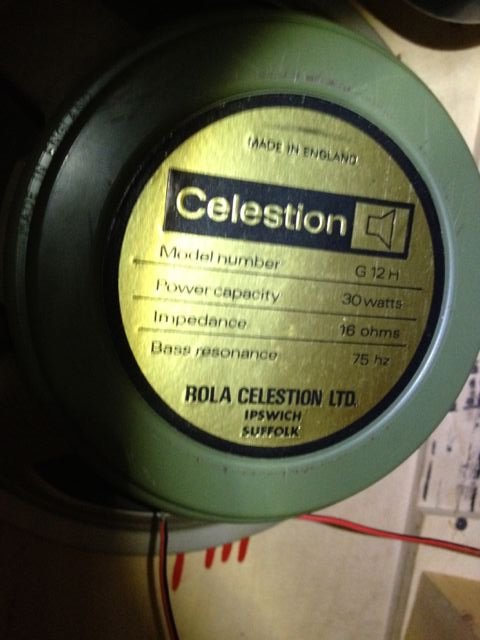 MADE IN ENGLAND
Celestion
Model number G 12 H
Power capacity 30 watts
Impedance 16 ohms
Bass resonance 75 hz
ROLA CELESTION LTD.
IPSWICH
SUFFOLK